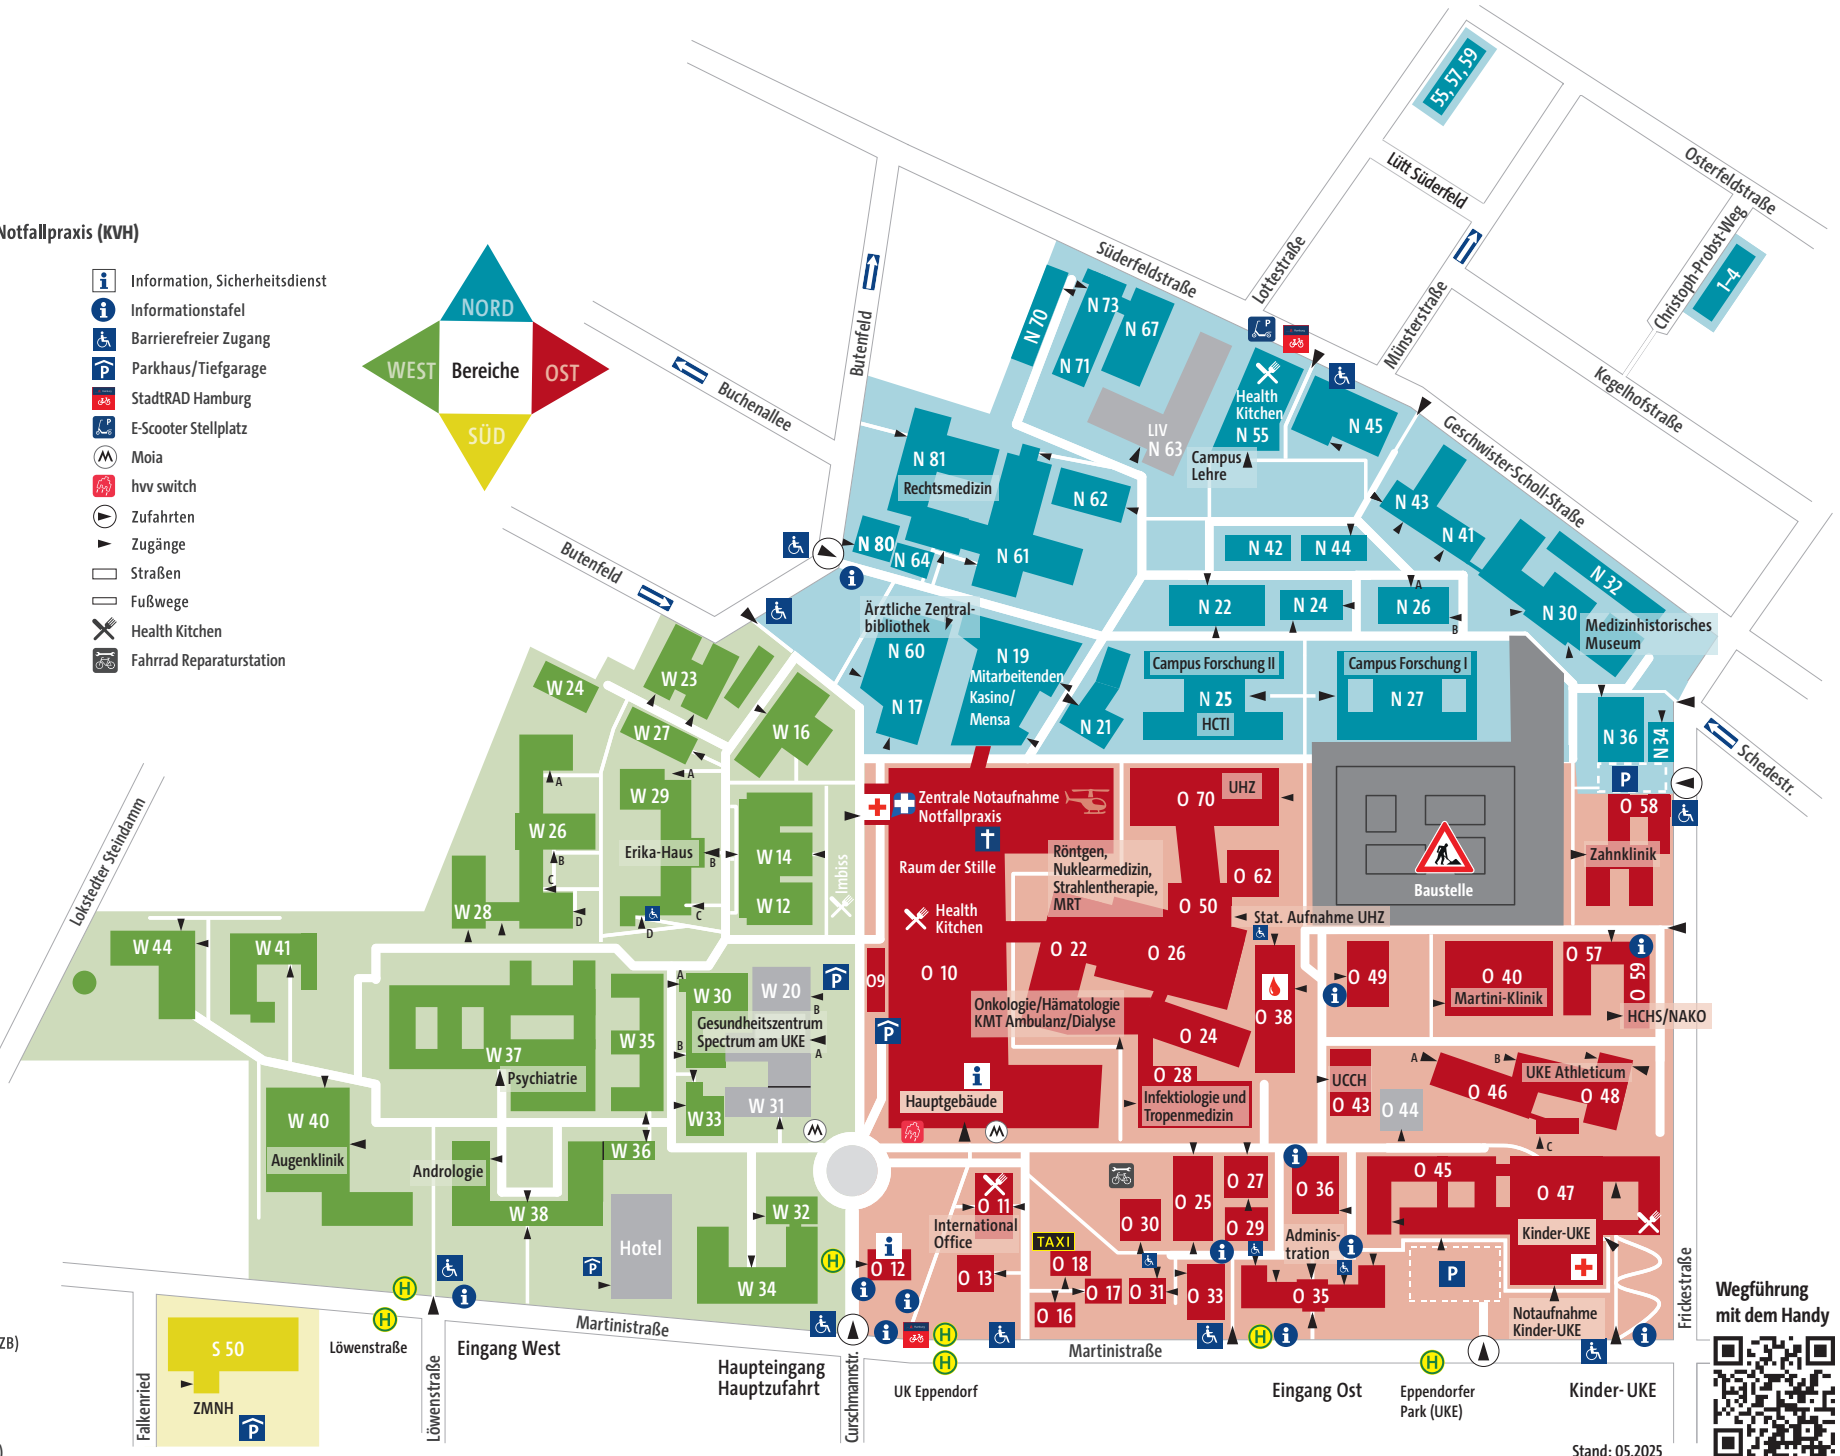 Notfallpraxis (KVH)
Information, Sicherheitsdienst
Informationstafel
Barrierefreier Zugang
Parkhaus/Tiefgarage
StadtRAD Hamburg
E-Scooter Stellplatz
Moia
hvv switch
Zufahrten
Zugänge
Straßen
Fußwege
Health Kitchen
Fahrrad Reparaturstation
NORD
WEST
Bereiche
OST
SÜD
55, 57, 59
Osterfeldstraße
Lütt Süderfeld
Christoph-Probst-Weg
1–4
Süderfeldstraße
Lottestraße
Münsterstraße
Kegelhofstraße
Geschwister-Scholl-Straße
Butenfeld
Buchenallee
Butenfeld
N 70
N 73
N 67
N 71
LIV
N 63
Health
Kitchen
N 55
Campus
Lehre
N 45
N 81
Rechtsmedizin
N 62
N 43
N 41
N 80
N 64
N 61
N 42
N 44
N 32
N 30
Medizinhistorisches
Museum
N 22
N 24
A
N 26
B
Ärztliche Zentral-
bibliothek
N 60
N 17
N 19
Mitarbeitenden
Kasino/
Mensa
N 21
Campus Forschung II
N 25
HCTI
Campus Forschung I
N 27
N 36
N 34
P
Schedestr.
W 24
W 23
W 27
W 16
A
W 29
A
W 26
B
C
D
Erika-Haus
B
C
D
W 14
W 12
Imbiss
W 28
W 44
W 41
Lokstedter Steindamm
W 37
Psychiatrie
W 35
A
W 30
W 20
B
Gesundheitszentrum
Spectrum am UKE
A
B
W 33
W 31
W 40
Augenklinik
Andrologie
W 36
W 38
Hotel
W 32
W 34
Zentrale Notaufnahme
Notfallpraxis
Raum der Stille
Health
Kitchen
O 10
O9
Hauptgebäude
O 70
UHZ
Röntgen,
Nuklearmedizin,
Strahlentherapie,
MRT
O 62
O 50
Stat. Aufnahme UHZ
O 22
O 26
Onkologie/Hämatologie
KMT Ambulanz/Dialyse
O 24
O 38
O 28
Infektiologie und
Tropenmedizin
Baustelle
O 58
Zahnklinik
O 49
O 40
Martini-Klinik
O 57
O 59
HCHS/NAKO
UCCH
O 43
O 44
A
O 46
B
UKE Athleticum
O 48
C
O 45
O 47
Kinder-UKE
P
Notaufnahme
Kinder-UKE
O 11
International
Office
O 12
O 13
TAXI
O 18
O 16
O 17
O 30
O 31
O 25
O 33
O 27
O 29
O 36
Adminis-
tration
O 35
Frickestraße
Wegführung
mit dem Handy
Martinistraße
Martinistraße
S 50
ZMNH
ZB)
Falkenried
Löwenstraße
Löwenstraße
Eingang West
Haupteingang
Hauptzufahrt
Curschmannstr.
UK Eppendorf
Eingang Ost
Eppendorfer
Park (UKE)
Kinder-UKE
Stand: 05.2025